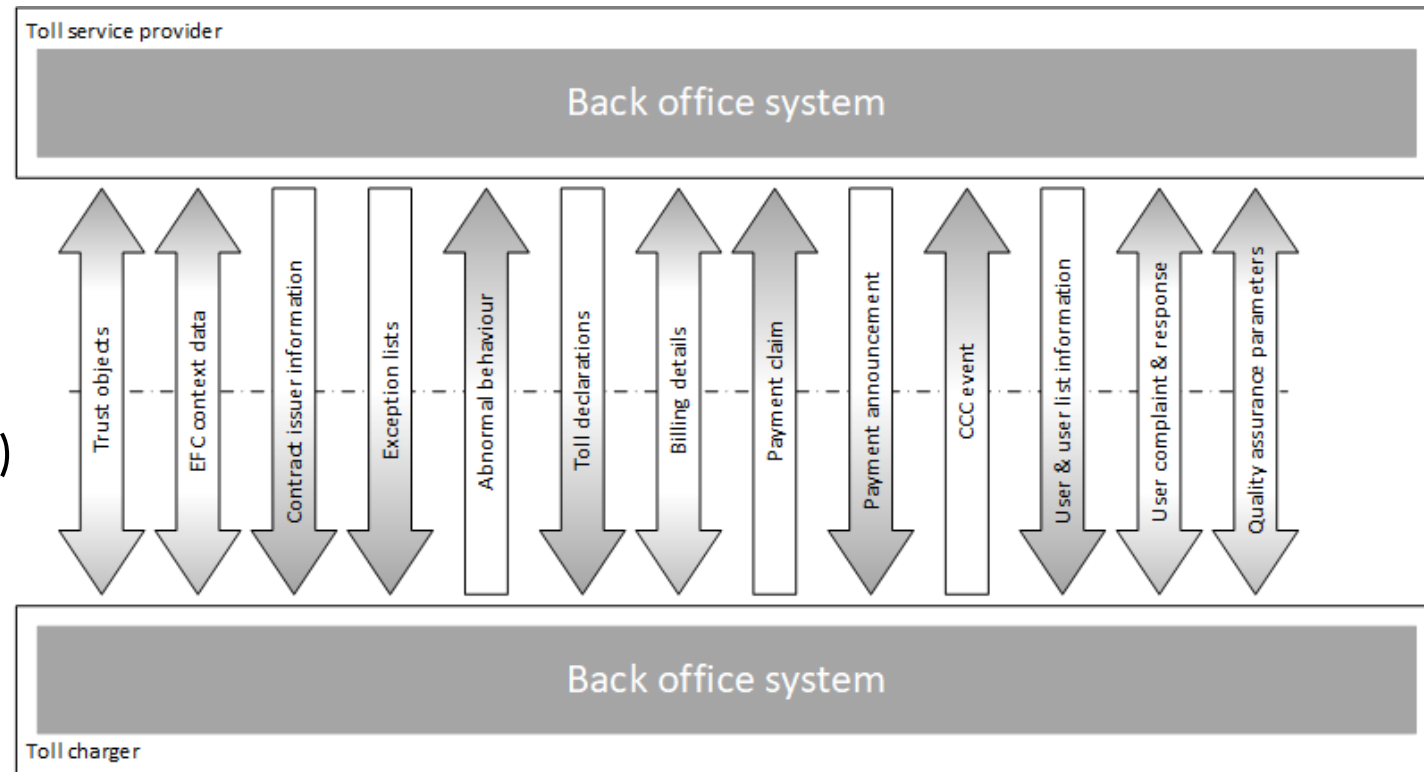 Toll service provider
Back office system
Trust objects
EFC context data
Contract issuer information
Exception lists
Abnormal behaviour
Toll declarations
Billing details
Payment claim
Payment announcement
CCC event
User & user list information
User complaint & response
Quality assurance parameters
)
Back office system
Toll charger